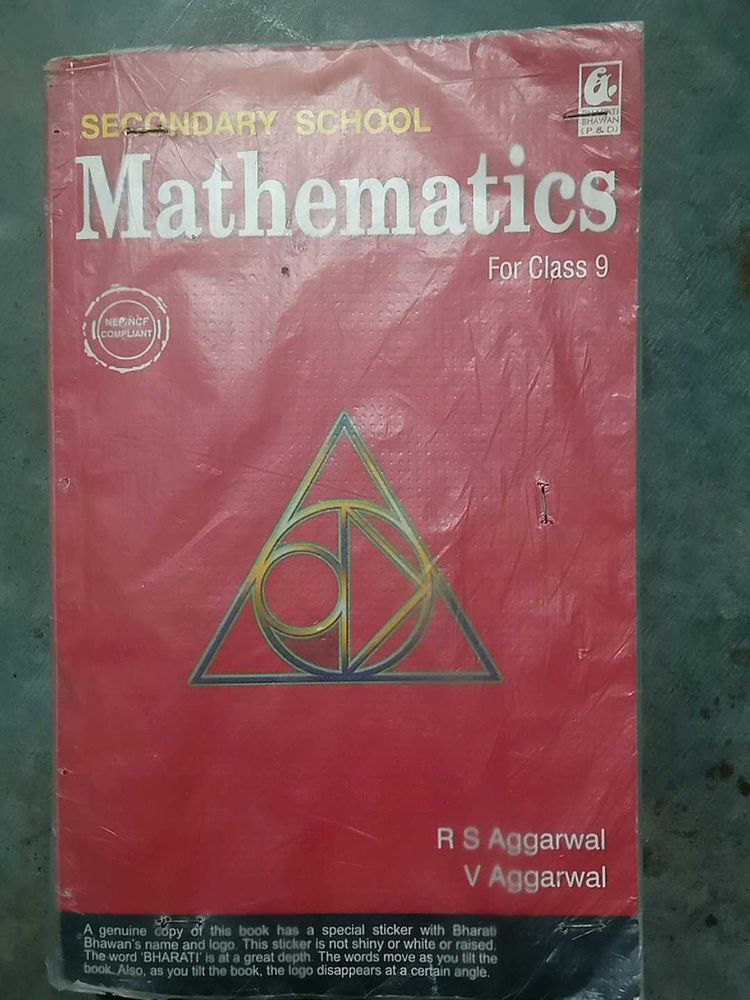 SECONDARY SCHOOL
BHARATI
BHAWAN
(P & D)
Mathematics
For Class 9
NEP/NCF
COMPLIANT
R S Aggarwal
V Aggarwal
A genuine copy of this book has a special sticker with Bharati
Bhawan's name and logo. This sticker is not shiny or white or raised.
The word 'BHARATI' is at a great depth. The words move as you tilt the
book. Also, as you tilt the book, the logo disappears at a certain angle.